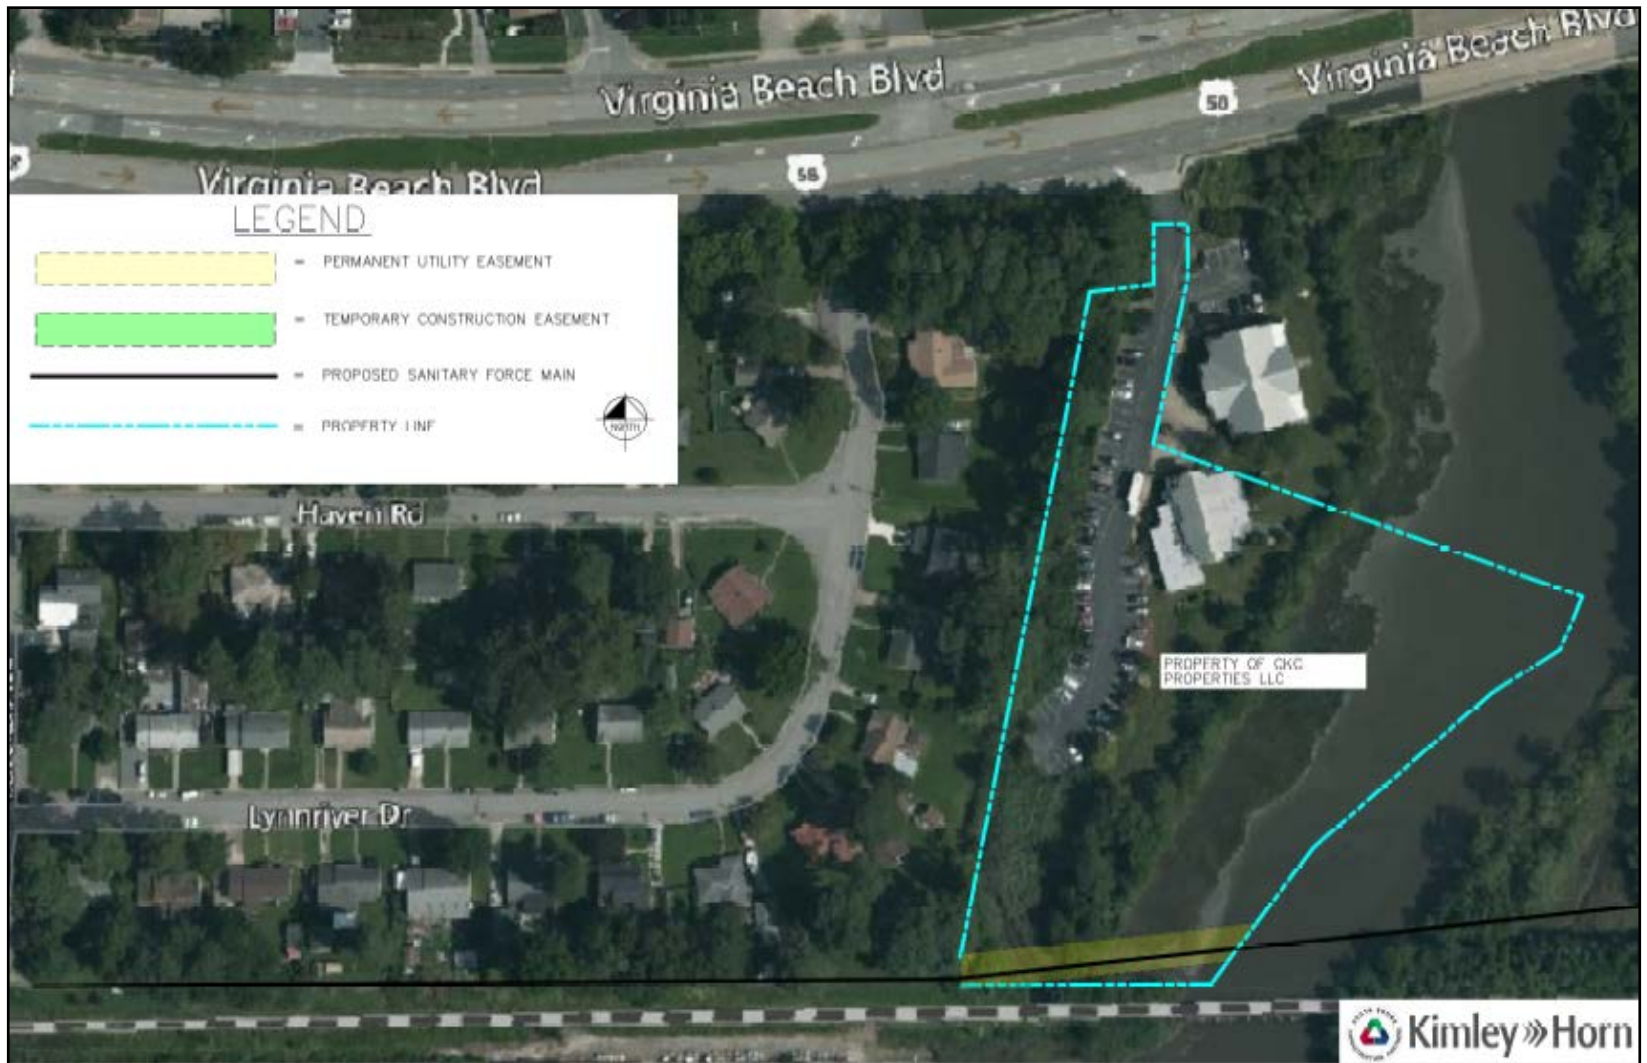 Virginia Beach Blvd
Virginia Beach Blvd
50
58
Virginia Beach Blvd
LEGEND
= PERMANENT UTILITY EASEMENT
= TEMPORARY CONSTRUCTION EASEMENT
= PROPOSED SANITARY FORCE MAIN
= PROPERTY LINE
NORTH
Haven Rd
PROPERTY OF CKC
PROPERTIES LLC
Lynnriver Dr
Kimley»Horn